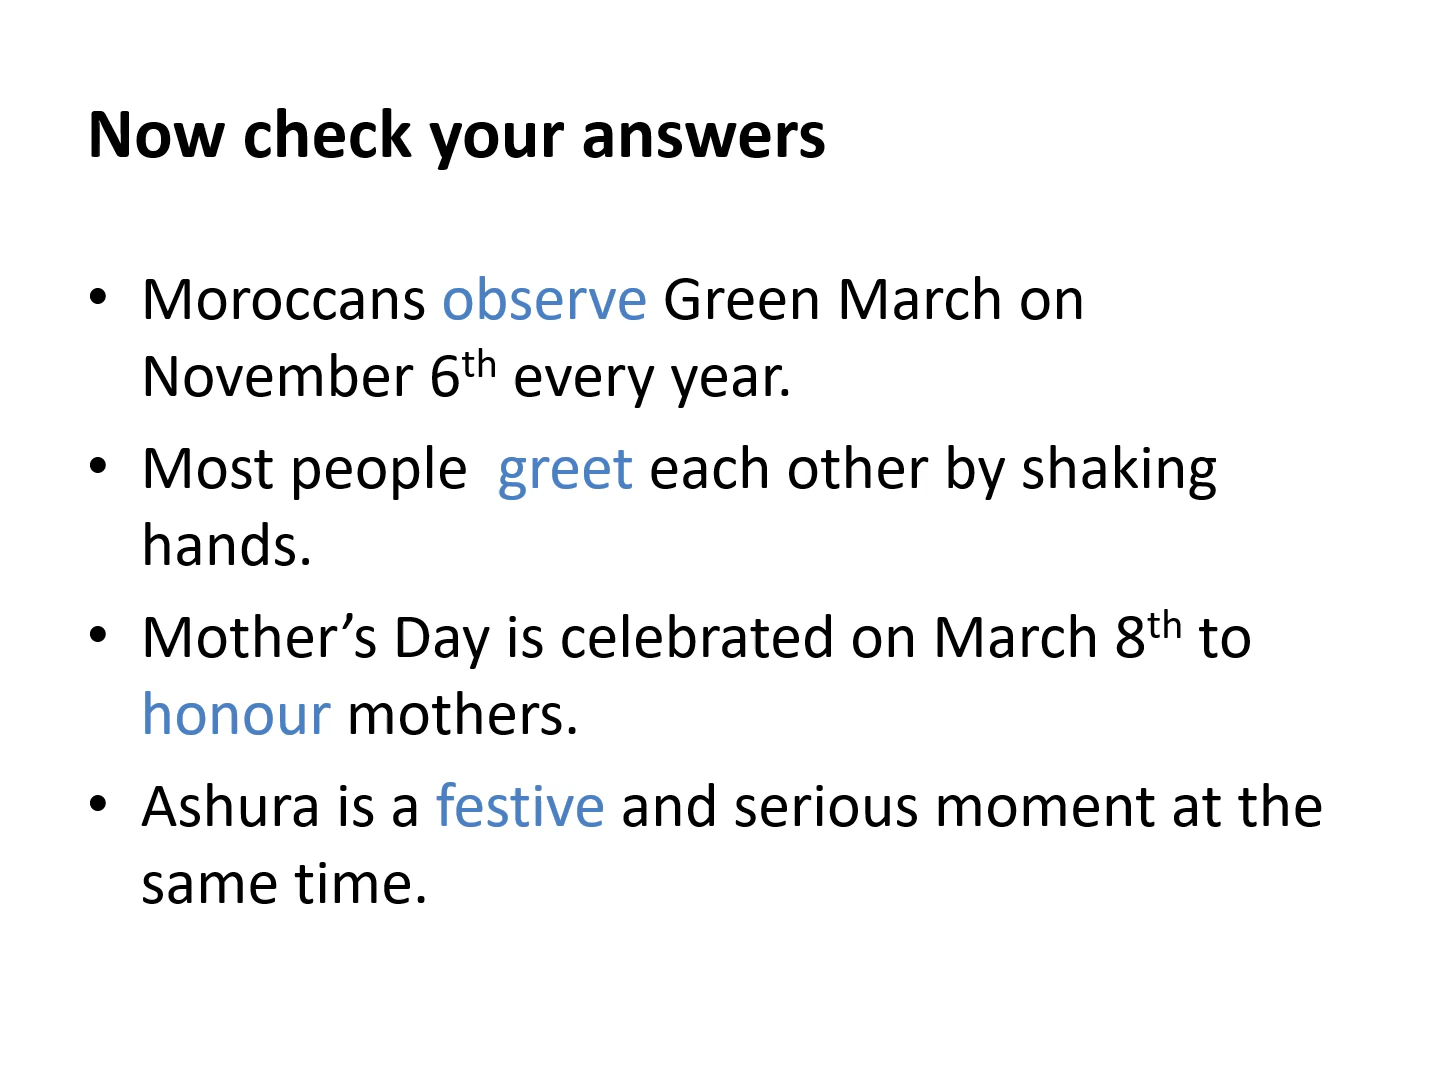 Now check your answers
• Moroccans observe Green March on
November 6th every year.
• Most people  greet each other by shaking
hands.
• Mother’s Day is celebrated on March 8th to
honour mothers.
• Ashura is a festive and serious moment at the
same time.